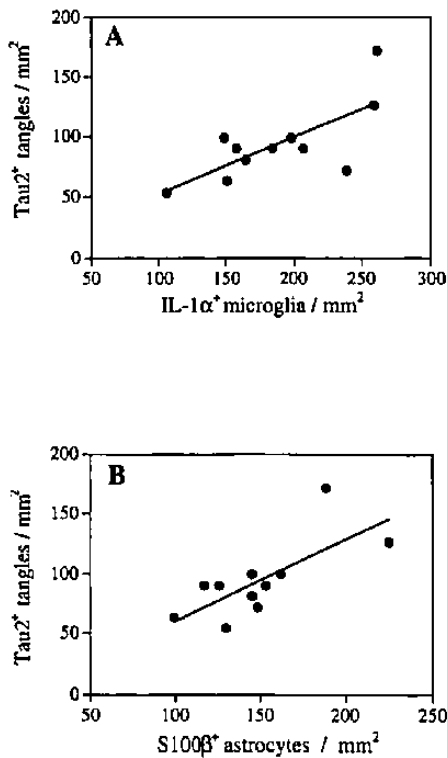 A
200
150
100
50
0
Tau2⁺ tangles / mm²
50 100 150 200 250 300
IL-1α⁺ microglia / mm²
B
200
150
100
50
0
Tau2⁺ tangles / mm²
50 100 150 200 250
S100β⁺ astrocytes / mm²